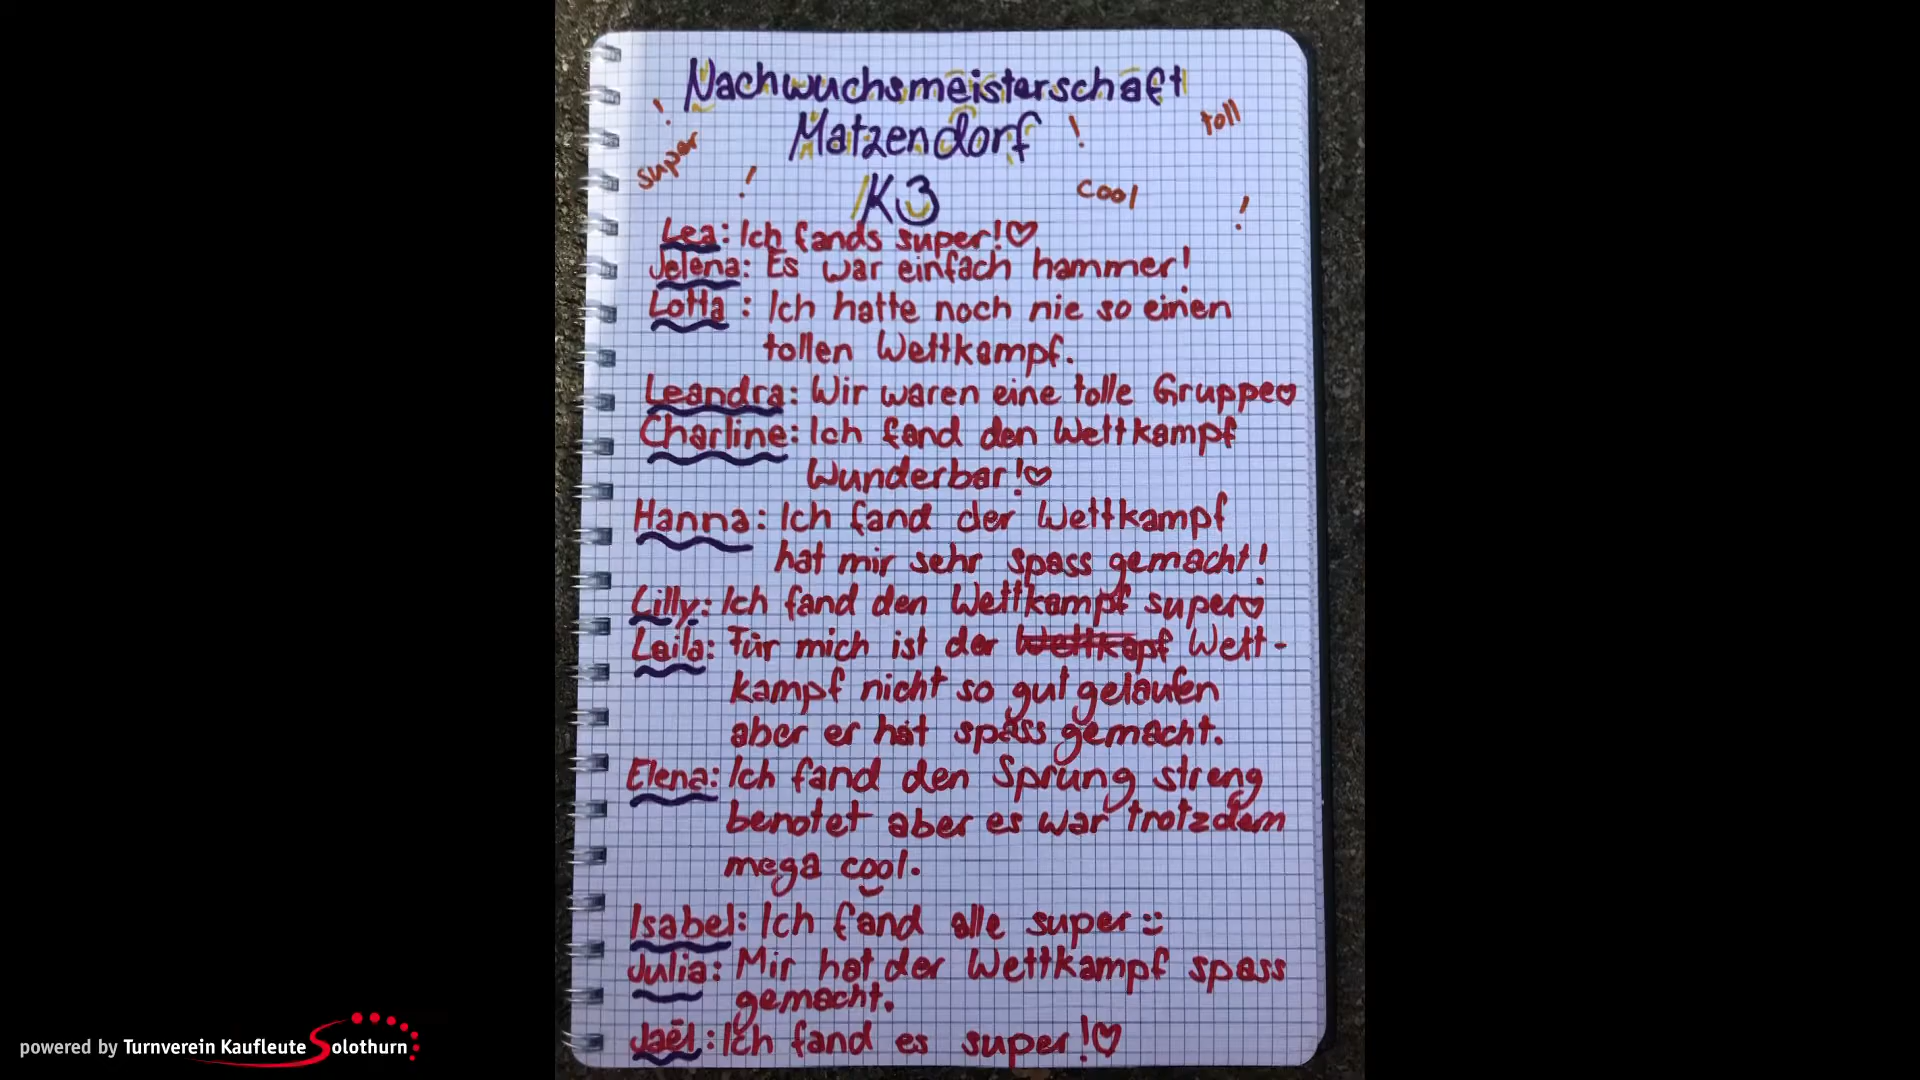 Nachwuchsmeisterschaft
Matzendorf
K3
! super ! ! cool toll !
Lea: Ich fands super!♡
Jelena: Es war einfach hammer!
Lotta: Ich hatte noch nie so einen
tollen Wettkampf.
Leandra: Wir waren eine tolle Gruppe♡
Charline: Ich fand den Wettkampf
Wunderbar!♡
Hanna: Ich fand der Wettkampf
hat mir sehr spass gemacht!
Lilly: Ich fand den Wettkampf super♡
Laila: Für mich ist der Wettkapf Wett-
kampf nicht so gut gelaufen
aber er hat spass gemacht.
Elena: Ich fand den Sprung streng
benotet aber es war trotzdem
mega cool.
Isabel: Ich fand alle super :)
Julia: Mir hat der Wettkampf spass
gemacht.
Jaël: Ich fand es super!♡
powered by Turnverein Kaufleute Solothurn